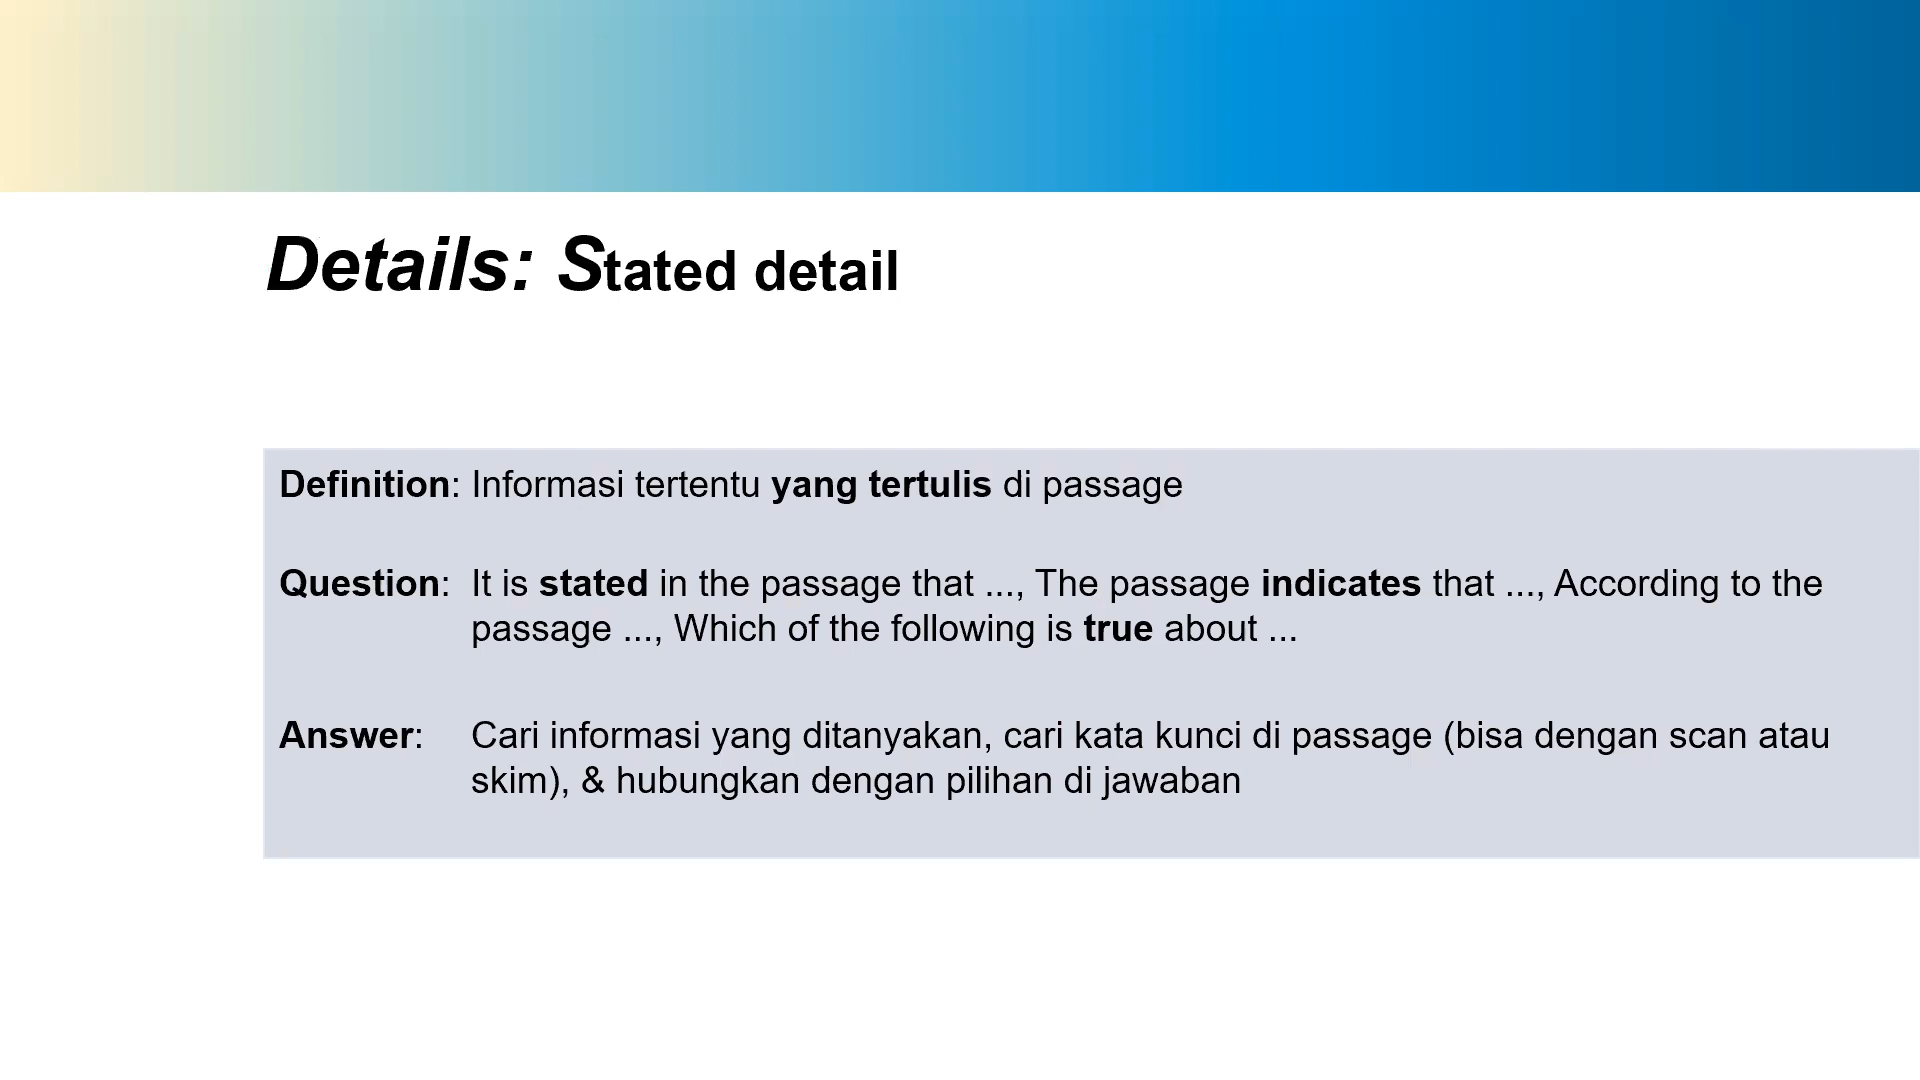 Details: Stated detail
Definition: Informasi tertentu yang tertulis di passage
Question: It is stated in the passage that ..., The passage indicates that ..., According to the
passage ..., Which of the following is true about ...
Answer: Cari informasi yang ditanyakan, cari kata kunci di passage (bisa dengan scan atau
skim), & hubungkan dengan pilihan di jawaban